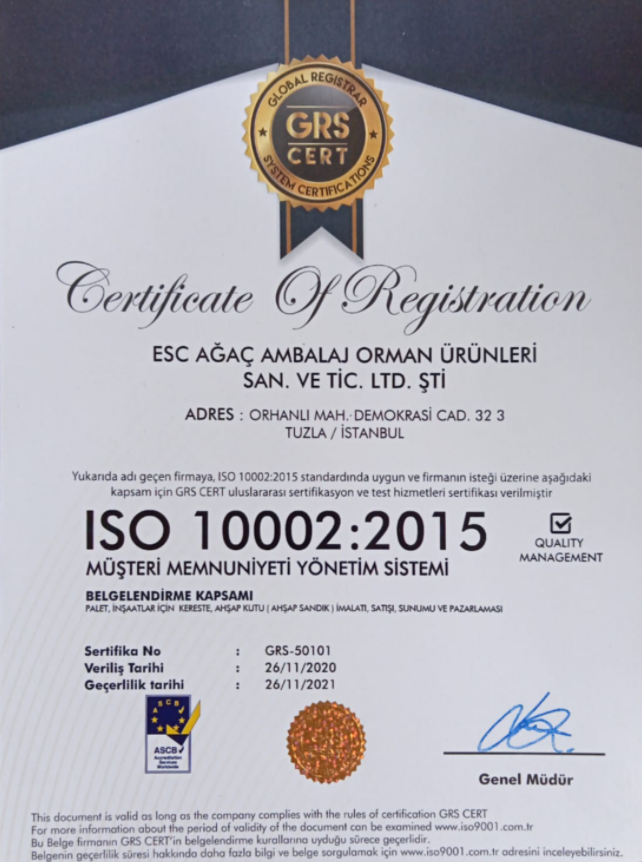 GLOBAL REGISTRAR
GRS
CERT
SYSTEM CERTIFICATIONS
Certificate Of Registration
ESC AĞAÇ AMBALAJ ORMAN ÜRÜNLERİ
SAN. VE TİC. LTD. ŞTİ
ADRES : ORHANLI MAH. DEMOKRASİ CAD. 32 3
TUZLA / İSTANBUL
Yukarıda adı geçen firmaya, ISO 10002:2015 standardında uygun ve firmanın isteği üzerine aşağıdaki
kapsam için GRS CERT uluslararası sertifikasyon ve test hizmetleri sertifikası verilmiştir
ISO 10002:2015
MÜŞTERİ MEMNUNİYETİ YÖNETİM SİSTEMİ
QUALITY
MANAGEMENT
BELGELENDİRME KAPSAMI
PALET, İNŞAATLAR İÇİN KERESTE, AHŞAP KUTU ( AHŞAP SANDIK ) İMALATI, SATIŞI, SUNUMU VE PAZARLAMASI
Sertifika No : GRS-50101
Veriliş Tarihi : 26/11/2020
Geçerlilik tarihi : 26/11/2021
ASCB
ASCB
Accreditation
Services
Worldwide
Genel Müdür
This document is valid as long as the company complies with the rules of certification GRS CERT
For more information about the period of validity of the document can be examined www.iso9001.com.tr
Bu Belge firmanın GRS CERT'in belgelendirme kurallarına uyduğu sürece geçerlidir.
Belgenin geçerlilik süresi hakkında daha fazla bilgi ve belge sorgulamak için www.iso9001.com.tr adresini inceleyebilirsiniz.